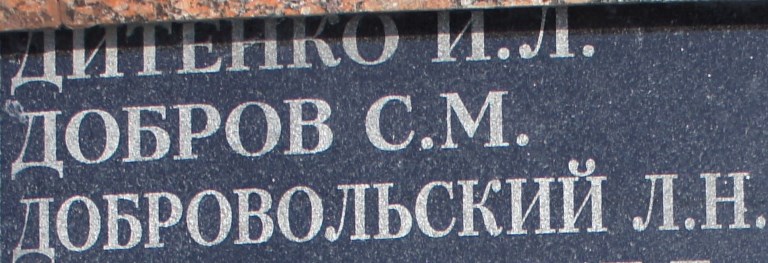 ДИТЕНКО И.Л.
ДОБРОВ С.М.
ДОБРОВОЛЬСКИЙ Л.Н.